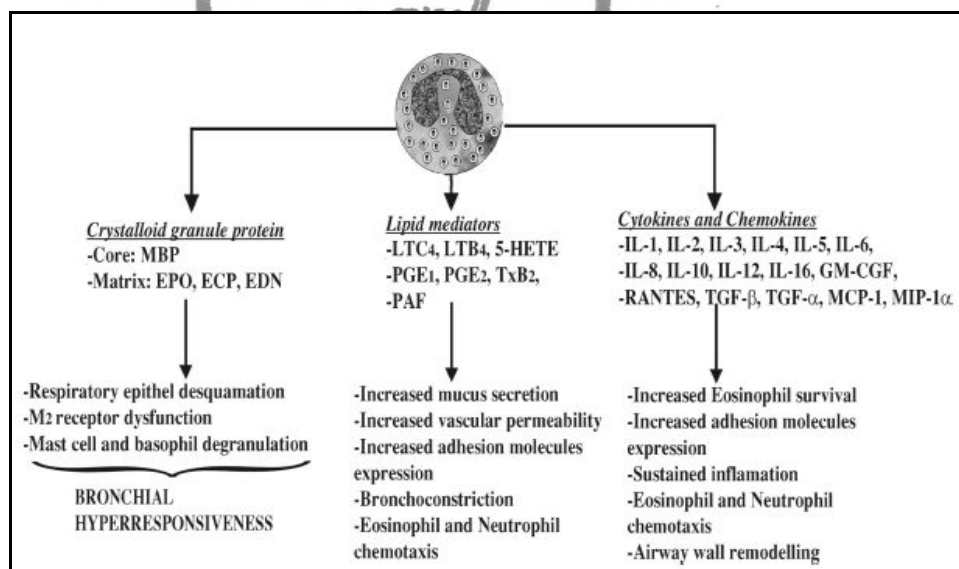 Crystalloid granule protein
-Core: MBP
-Matrix: EPO, ECP, EDN
-Respiratory epithel desquamation
-M2 receptor dysfunction
-Mast cell and basophil degranulation
BRONCHIAL
HYPERRESPONSIVENESS
Lipid mediators
-LTC4, LTB4, 5-HETE
-PGE1, PGE2, TxB2,
-PAF
-Increased mucus secretion
-Increased vascular permeability
-Increased adhesion molecules
expression
-Bronchoconstriction
-Eosinophil and Neutrophil
chemotaxis
Cytokines and Chemokines
-IL-1, IL-2, IL-3, IL-4, IL-5, IL-6,
-IL-8, IL-10, IL-12, IL-16, GM-CGF,
-RANTES, TGF-β, TGF-α, MCP-1, MIP-1α
-Increased Eosinophil survival
-Increased adhesion molecules
expression
-Sustained inflamation
-Eosinophil and Neutrophil
chemotaxis
-Airway wall remodelling